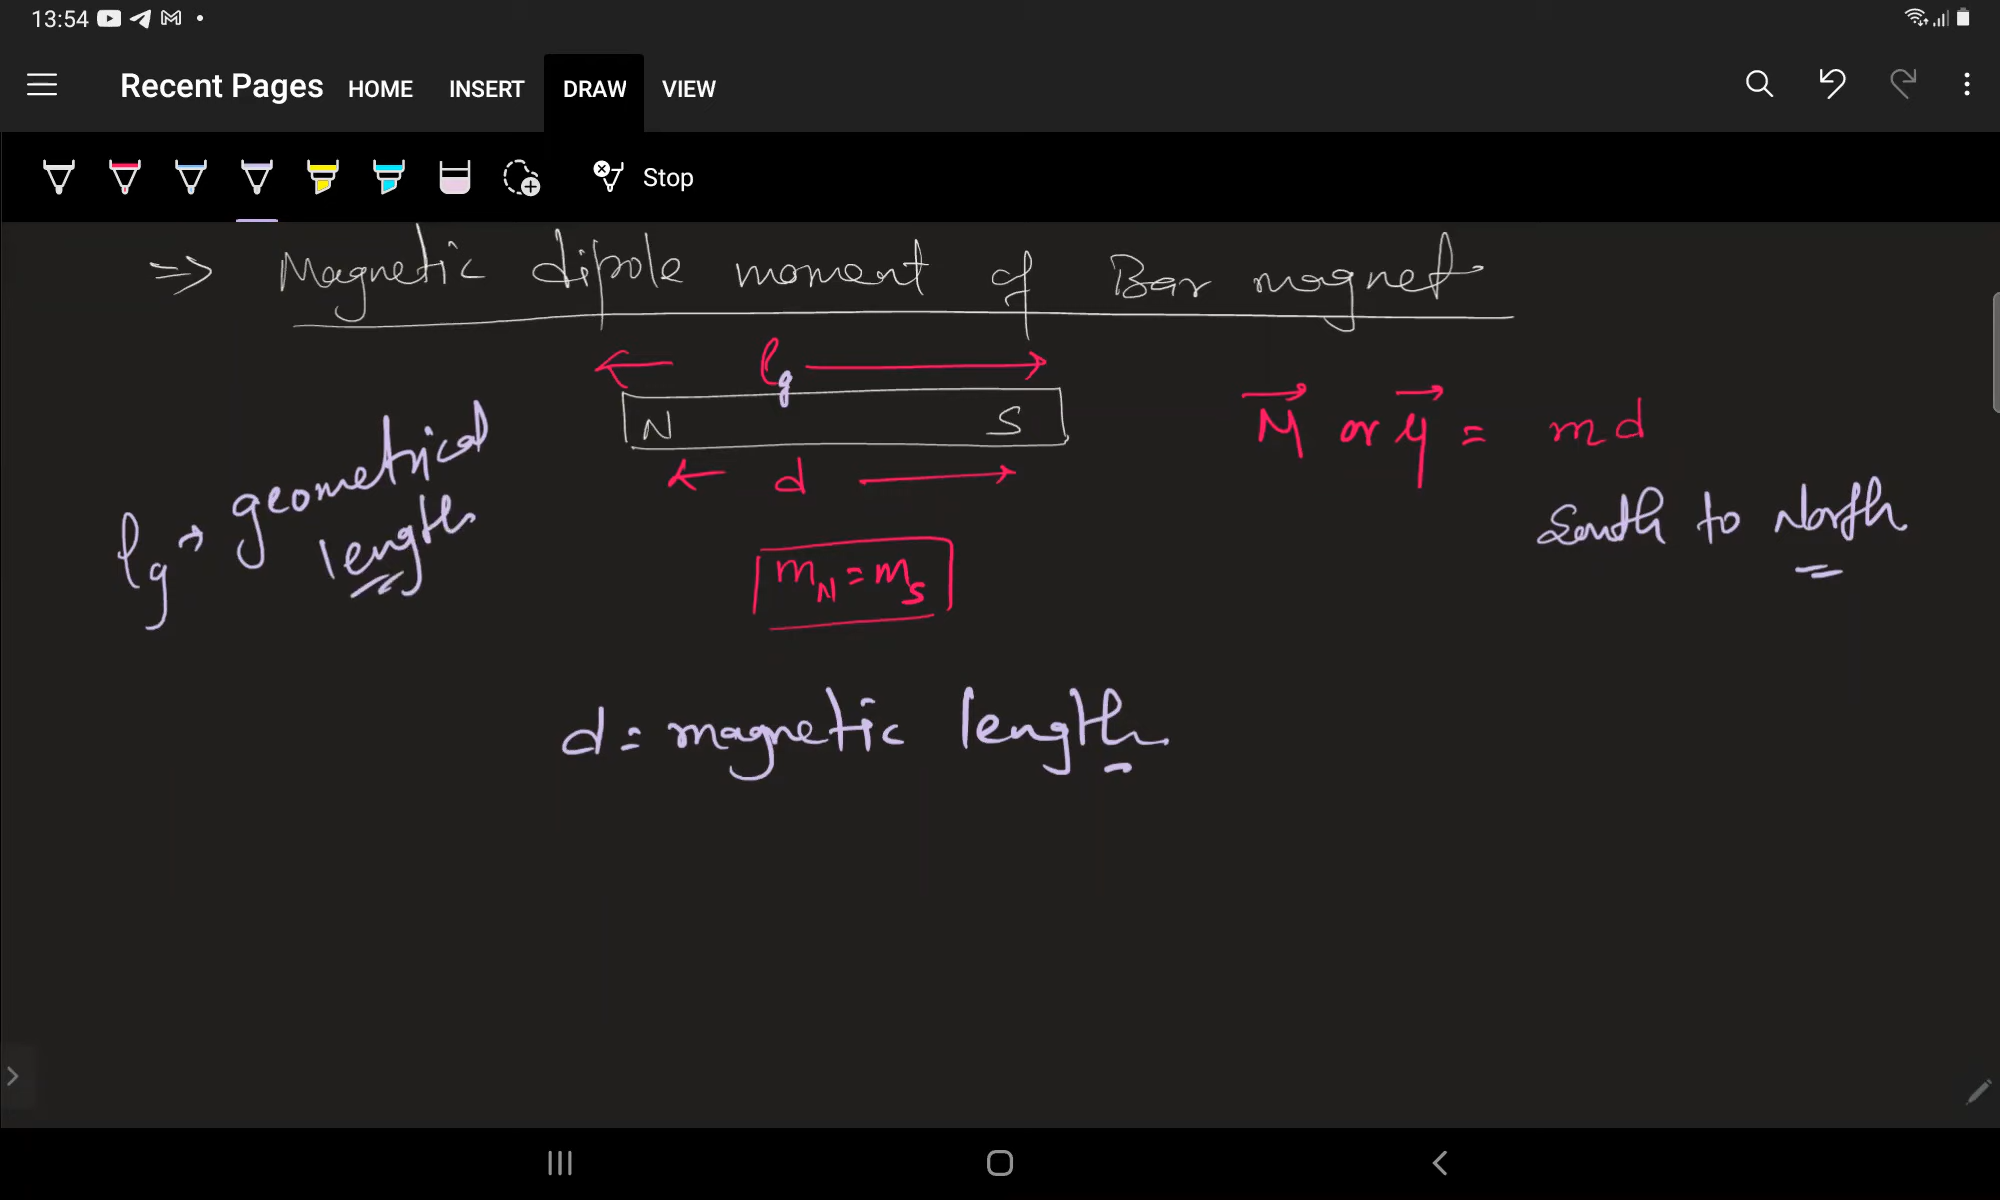 13:54
Recent Pages HOME INSERT DRAW VIEW
Stop
=> Magnetic dipole moment of Bar magnet
lg
N S
d
M or µ = md
South to North
lg → geometrical
length
mN = mS
d = magnetic length